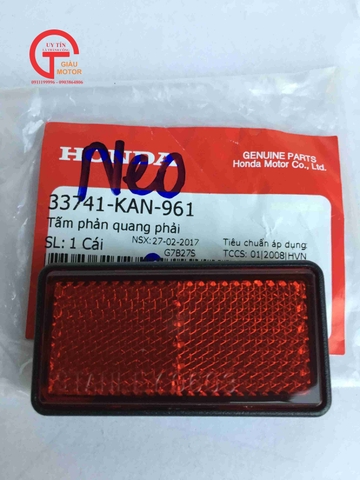 UY TÍN
GIÀU
MOTOR
HONDA
GENUINE PARTS
Honda Motor Co., Ltd.
Neo
33741-KAN-961
Tấm phản quang phải
SL: 1 Cái
NSX:27-02-2017
G7B27S
Tiêu chuẩn áp dụng:
TCCS: 01|2008|HVN